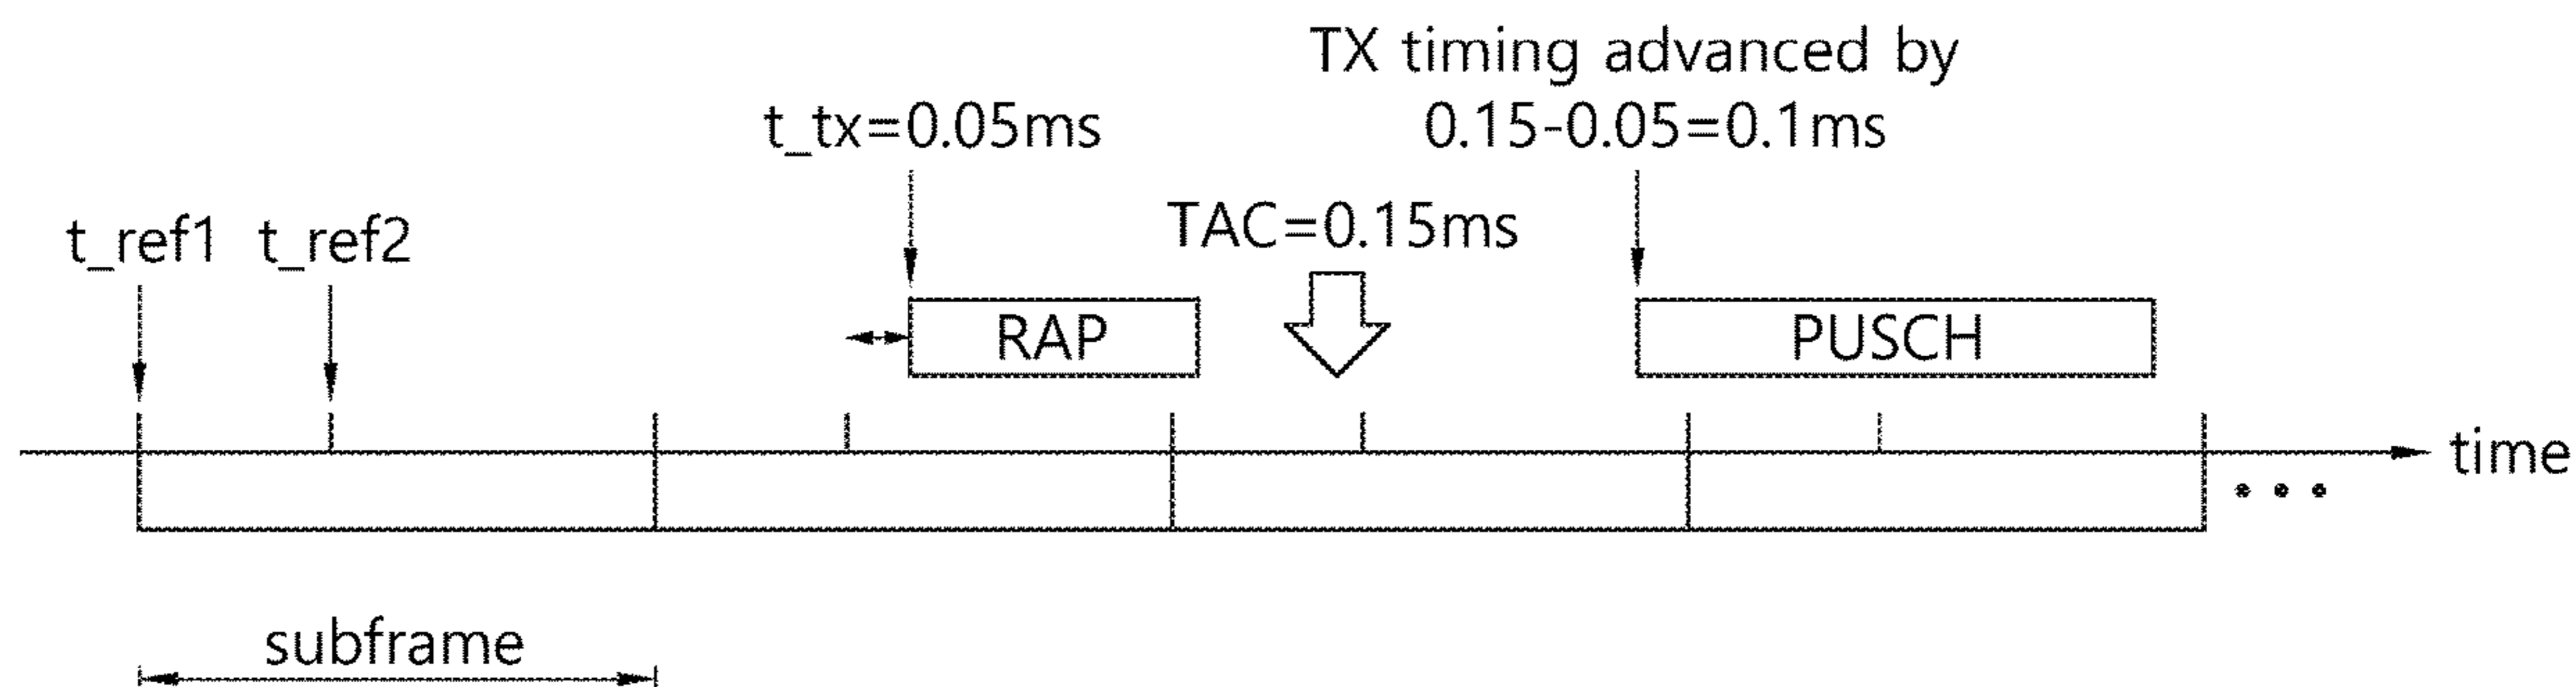 TX timing advanced by
t_tx=0.05ms
0.15-0.05=0.1ms
TAC=0.15ms
t_ref1
t_ref2
RAP
PUSCH
time
subframe